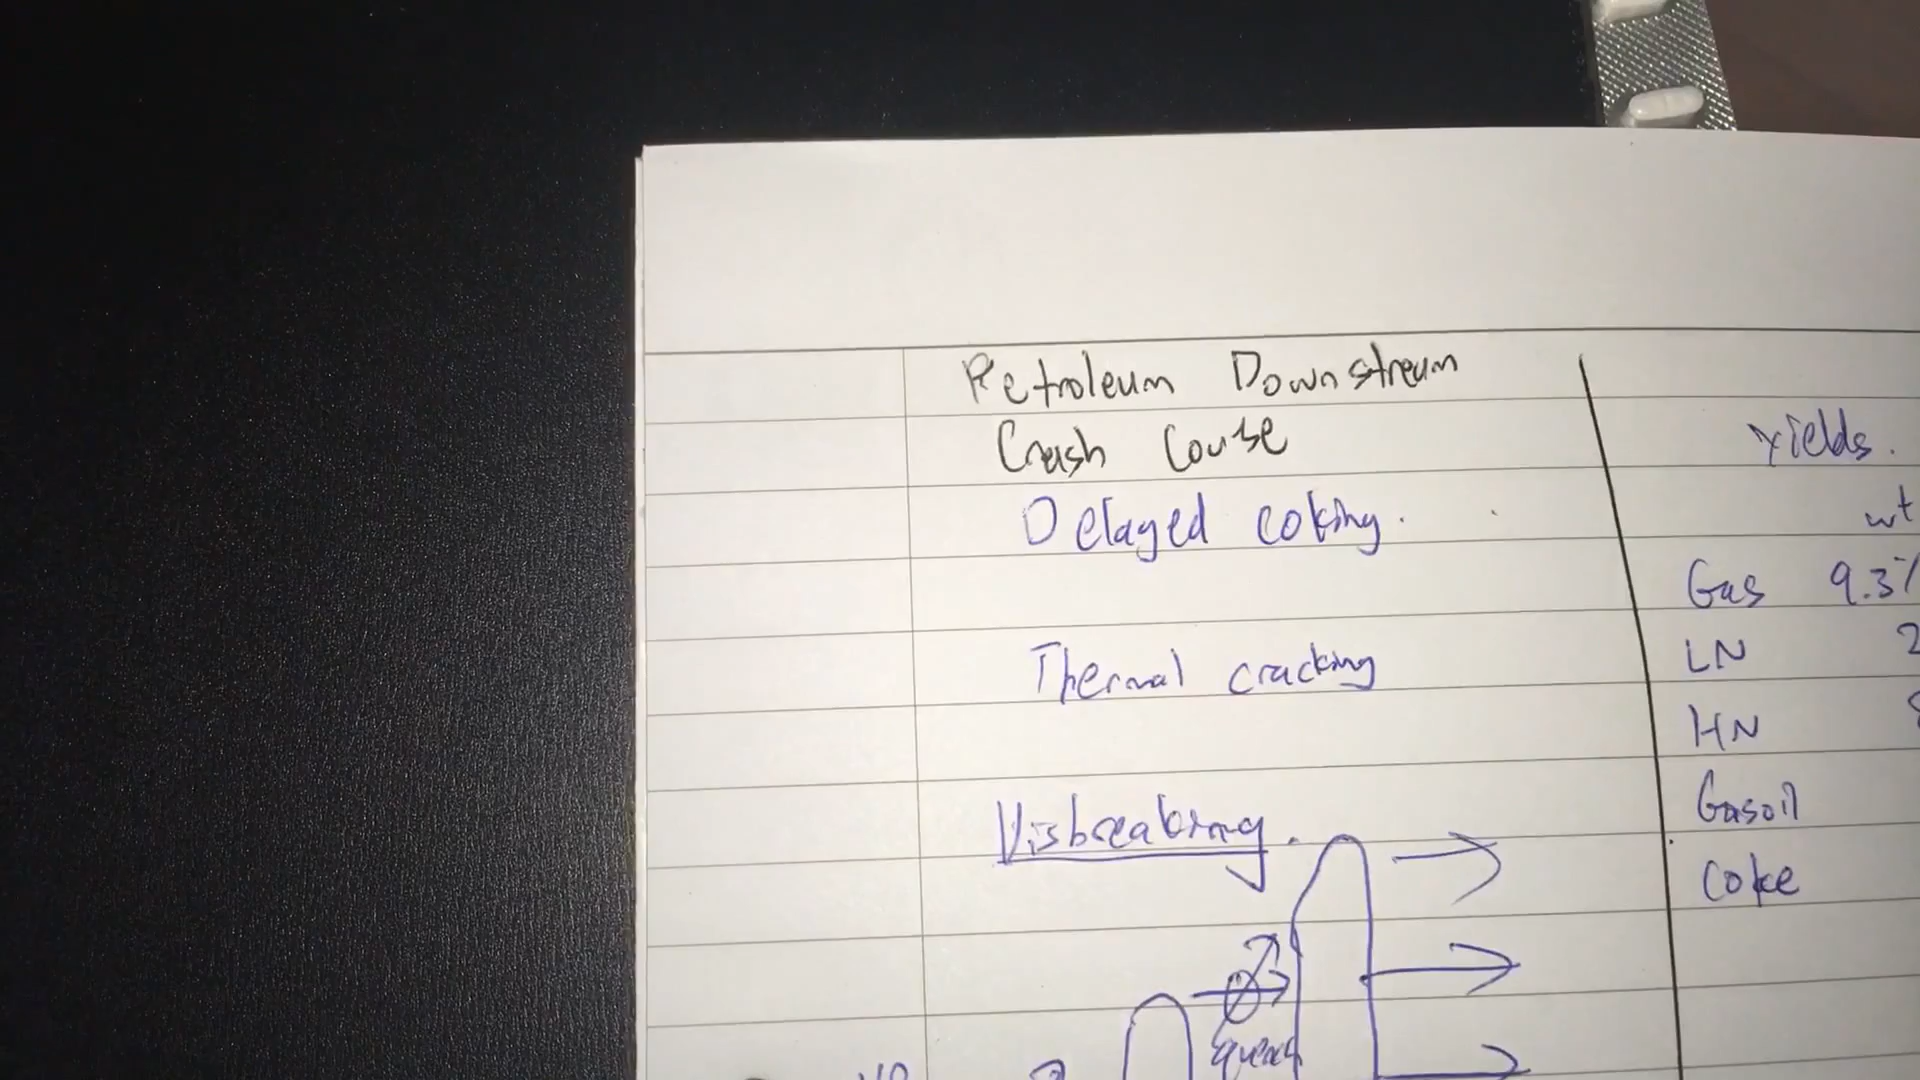 Petroleum Downstream
Crash Course
Delayed coking.
Thermal cracking
Visbreaking.
quench
Yields.
wt
Gas 9.3%
LN 2
HN
Gasoil
Coke